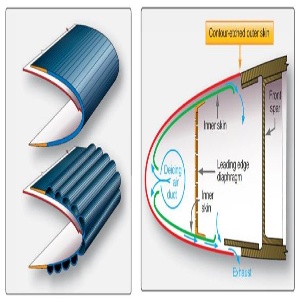 Contour-etched outer skin
Front
spar
Inner skin
Leading edge
diaphragm
Deicing
air
duct
Inner
skin
Exhaust